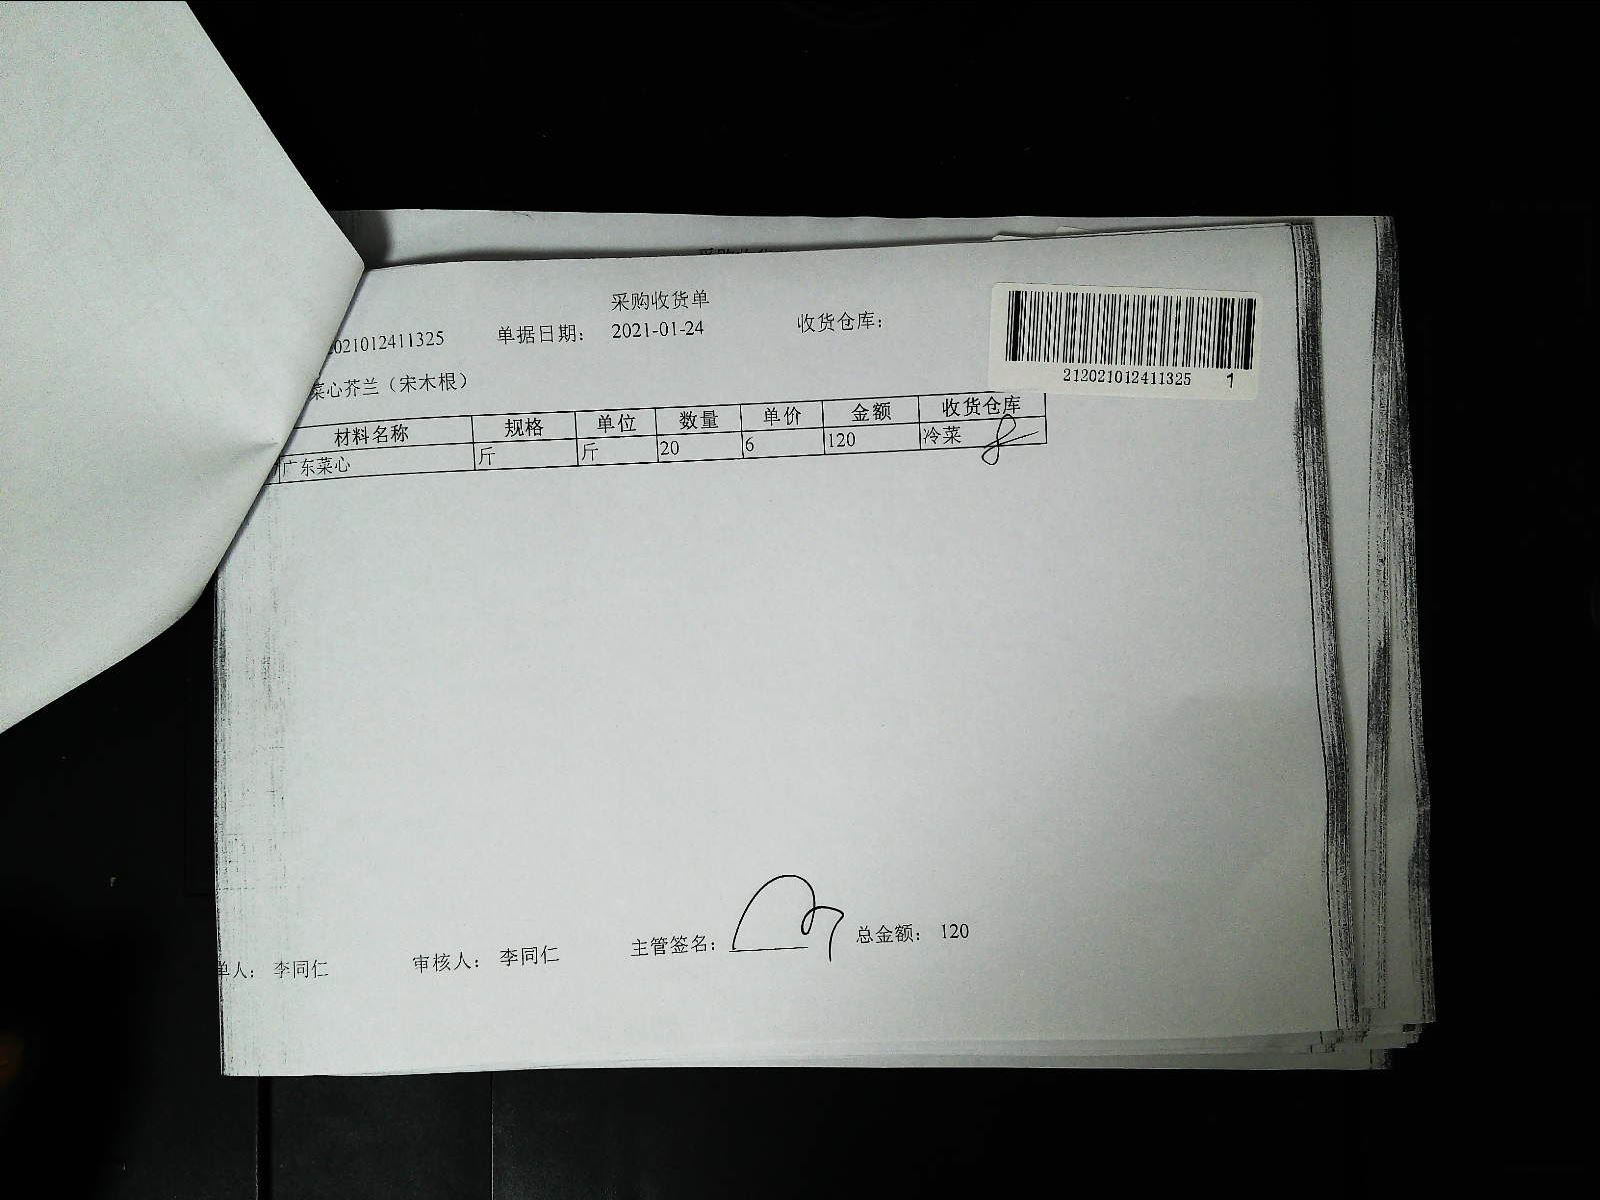 采购收货单
021012411325 单据日期： 2021-01-24 收货仓库：
212021012411325 1
菜心芥兰（宋木根）
材料名称 规格 单位 数量 单价 金额 收货仓库
广东菜心 斤 斤 20 6 120 冷菜
单人： 李同仁 审核人： 李同仁 主管签名： 总金额： 120